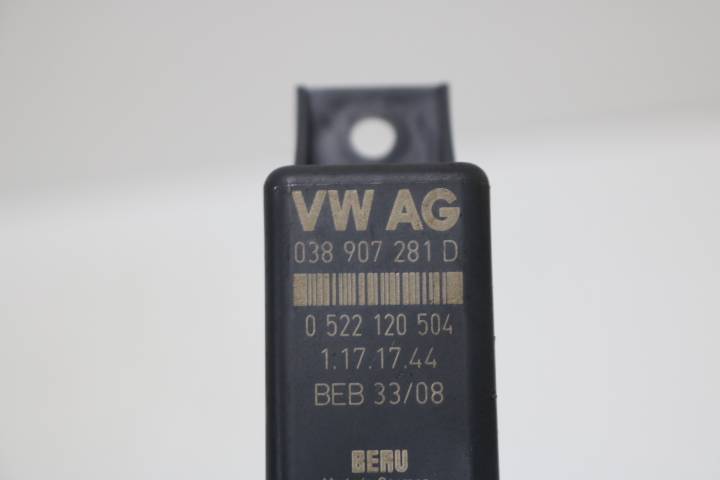 VW AG
038 907 281 D
0 522 120 504
1.17.17.44
BEB 33/08
BERU